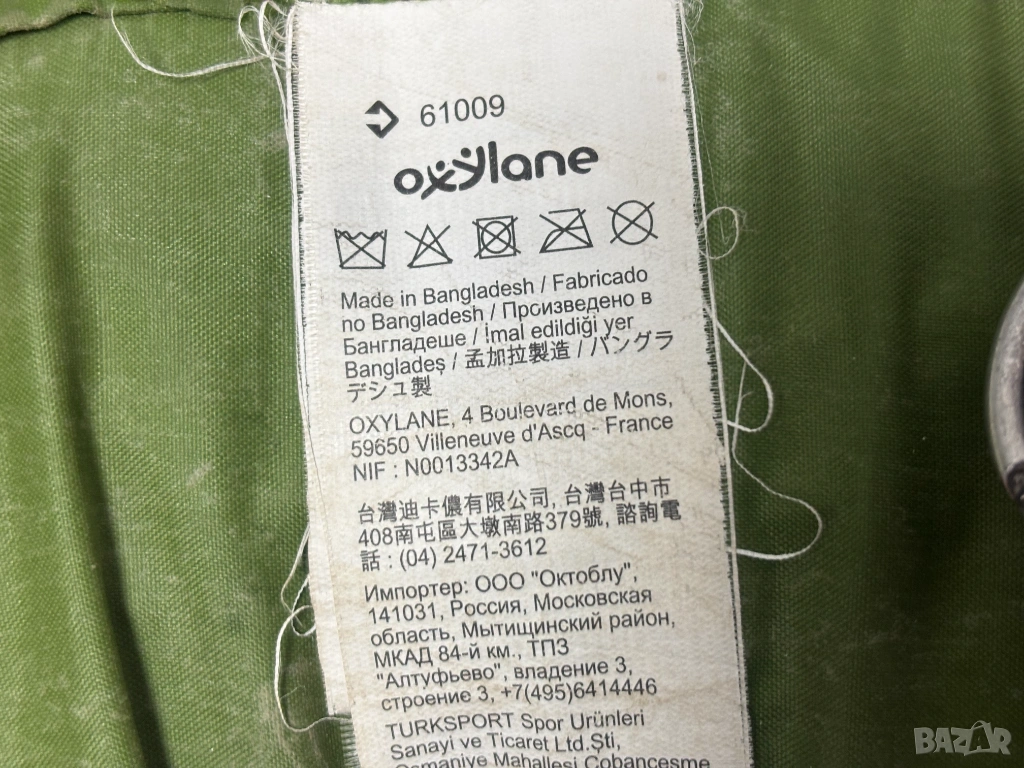 61009
oxylane
Made in Bangladesh / Fabricado
no Bangladesh / Произведено в
Бангладеше / İmal edildiği yer
Bangladeş / 孟加拉製造 / バングラ
デシュ製
OXYLANE, 4 Boulevard de Mons,
59650 Villeneuve d'Ascq - France
NIF : N0013342A
台灣迪卡儂有限公司, 台灣台中市
408南屯區大墩南路379號, 諮詢電
話 : (04) 2471-3612
Импортер: ООО "Октоблу",
141031, Россия, Московская
область, Мытищинский район,
МКАД 84-й км., ТПЗ
"Алтуфьево", владение 3,
строение 3, +7(495)6414446
TURKSPORT Spor Urünleri
Sanayi ve Ticaret Ltd.Şti,
Osmaniye Mahallesi Çobançeşme
BAZAR